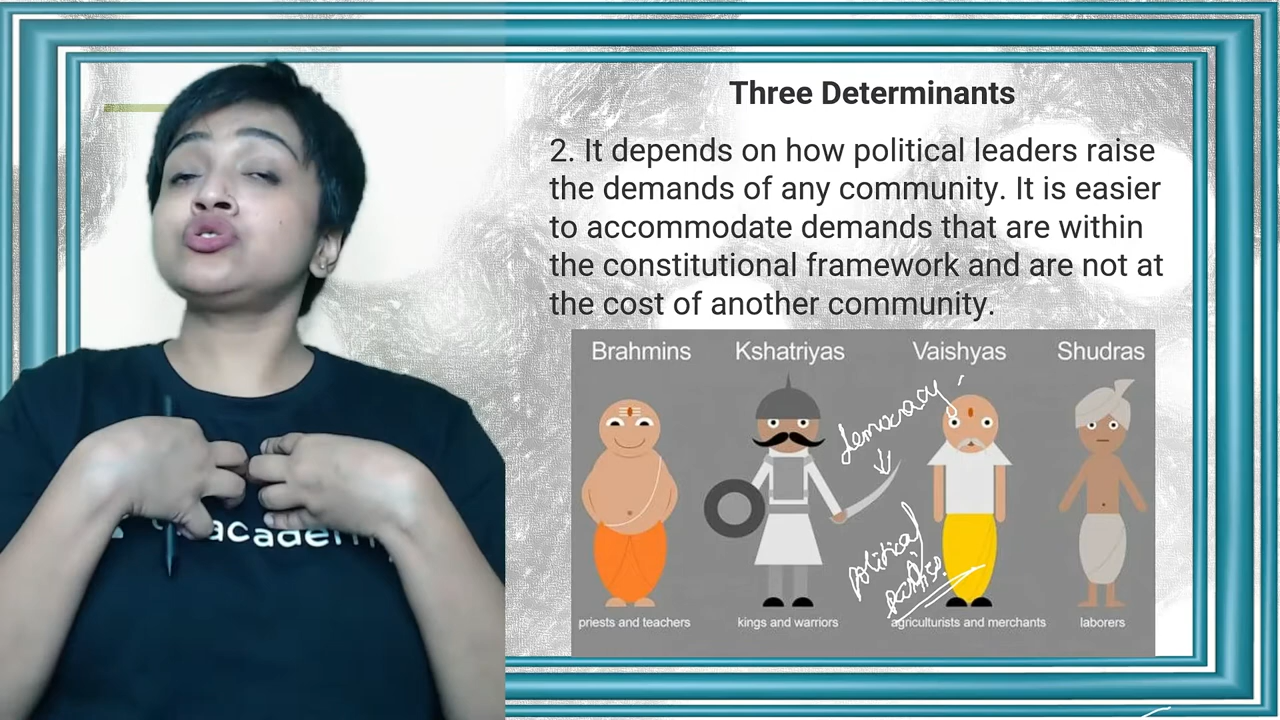 Three Determinants
2. It depends on how political leaders raise
the demands of any community. It is easier
to accommodate demands that are within
the constitutional framework and are not at
the cost of another community.
Brahmins Kshatriyas Vaishyas Shudras
democracy
political
parties.
priests and teachers kings and warriors agriculturists and merchants laborers
academ